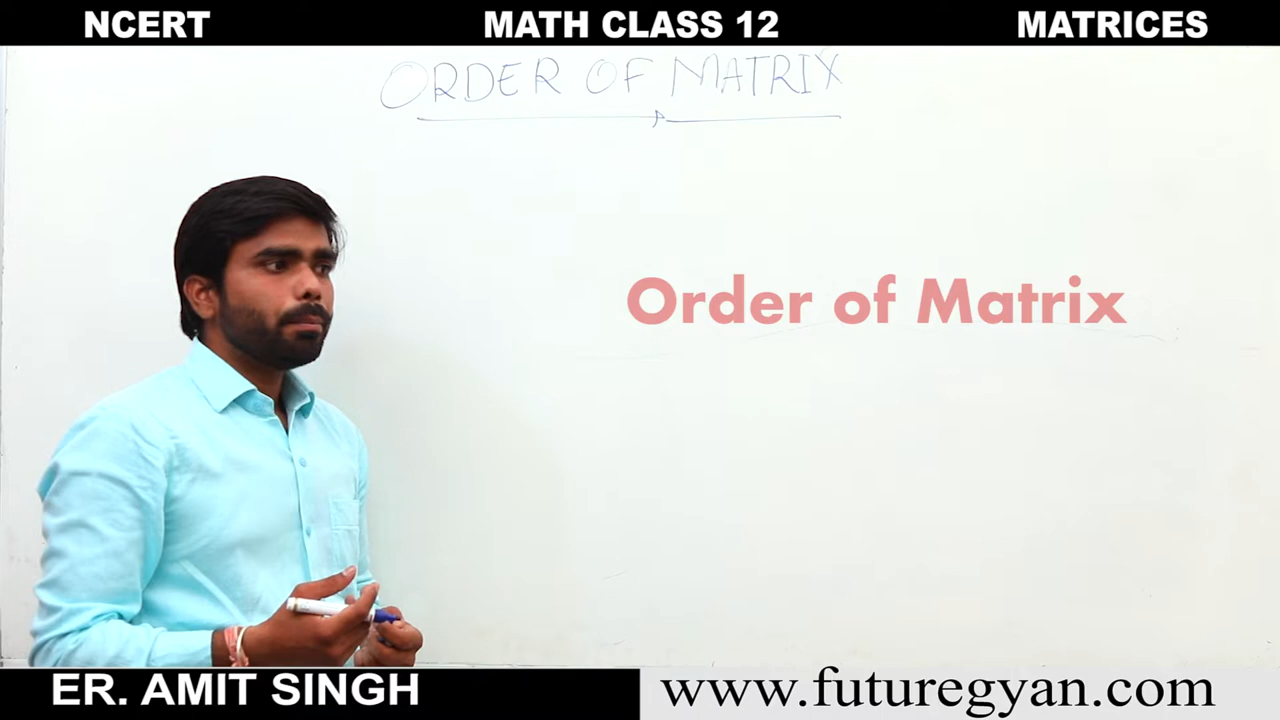 NCERT MATH CLASS 12 MATRICES
ORDER OF MATRIX
Order of Matrix
ER. AMIT SINGH www.futuregyan.com